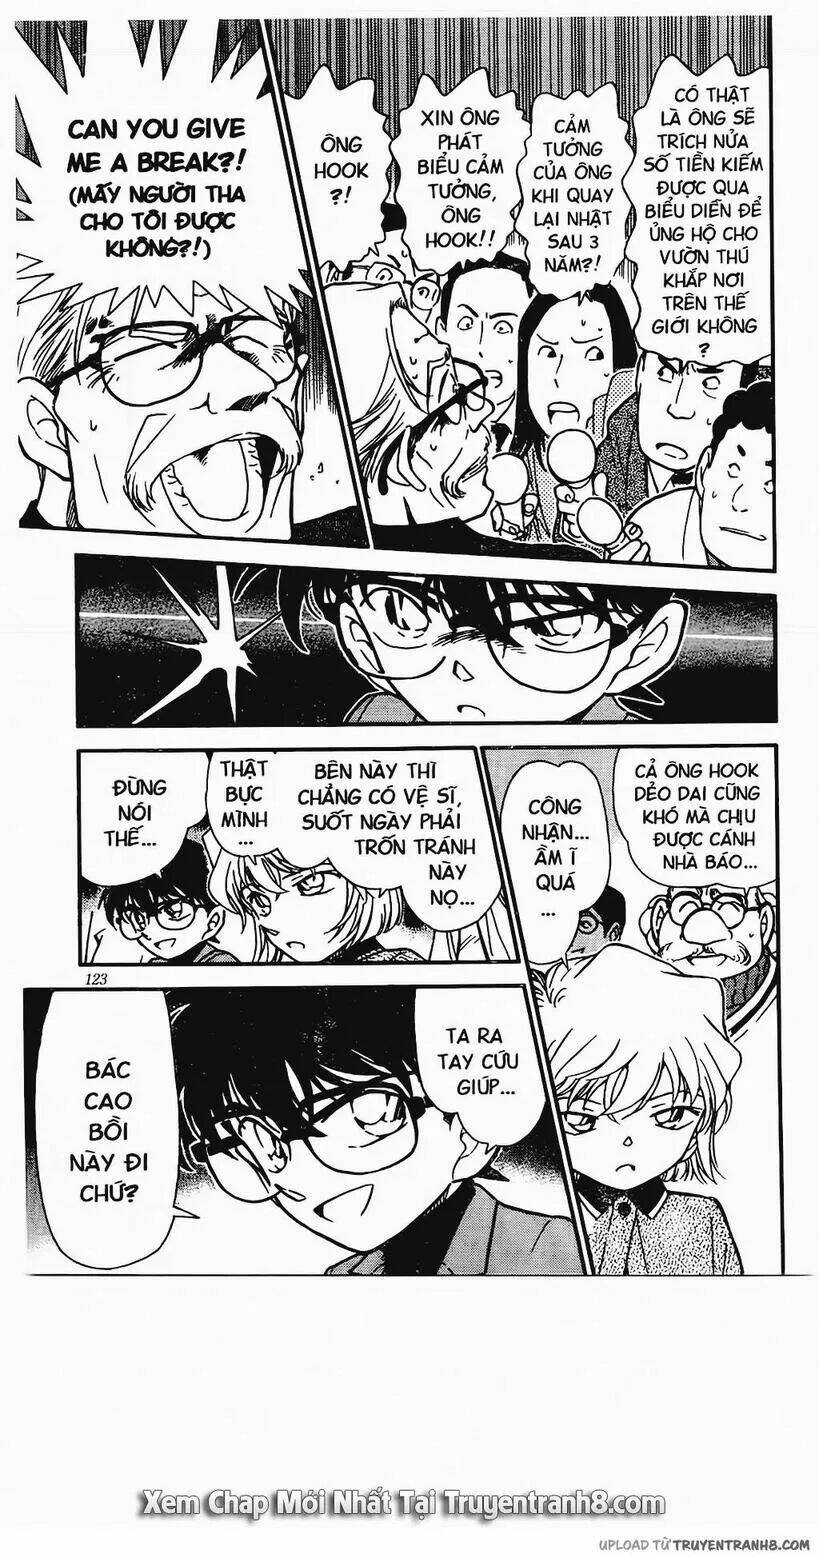 CÓ THẬT
LÀ ÔNG SẼ
TRÍCH NỬA
SỐ TIỀN KIẾM
ĐƯỢC QUA
BIỂU DIỄN ĐỂ
ỦNG HỘ CHO
VƯỜN THÚ
KHẮP NƠI
TRÊN THẾ
GIỚI KHÔNG
?
CẢM
TƯỞNG
CỦA ÔNG
KHI QUAY
LẠI NHẬT
SAU 3
NĂM?!
XIN ÔNG
PHÁT
BIỂU CẢM
TƯỞNG,
ÔNG
HOOK!!
ÔNG
HOOK
?!
CAN YOU GIVE
ME A BREAK?!
(MẤY NGƯỜI THA
CHO TÔI ĐƯỢC
KHÔNG?!)
CẢ ÔNG HOOK
DẺO DAI CŨNG
KHÓ MÀ CHỊU
ĐƯỢC CÁNH
NHÀ BÁO...
CÔNG
NHẬN...
ẦM Ĩ
QUÁ
...
BÊN NÀY THÌ
CHẲNG CÓ VỆ SĨ,
SUỐT NGÀY PHẢI
TRỐN TRÁNH
NÀY
NỌ...
THẬT
BỰC
MÌNH
...
ĐỪNG
NÓI
THẾ...
123
TA RA
TAY CỨU
GIÚP...
BÁC
CAO
BỒI
NÀY ĐI
CHỨ?
Xem Chap Mới Nhất Tại Truyentranh8.com
UPLOAD TỪ TRUYENTRANH8.COM